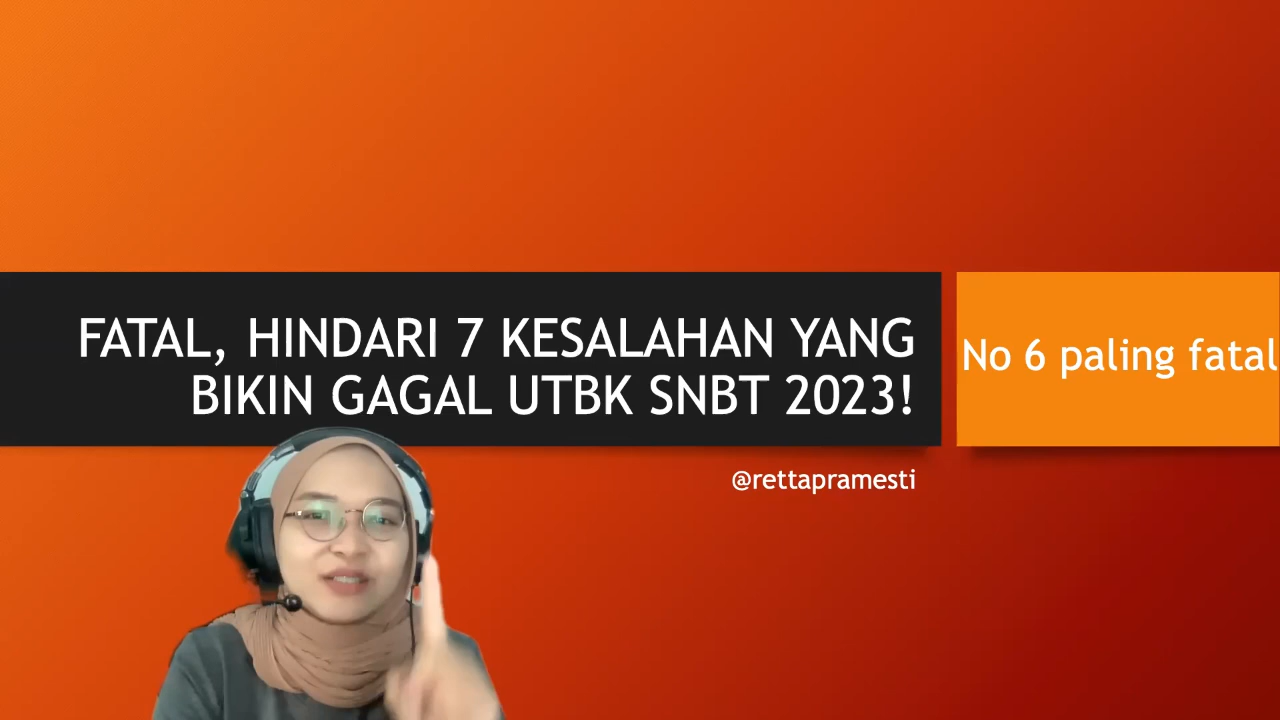 FATAL, HINDARI 7 KESALAHAN YANG
BIKIN GAGAL UTBK SNBT 2023!
No 6 paling fatal
@rettapramesti